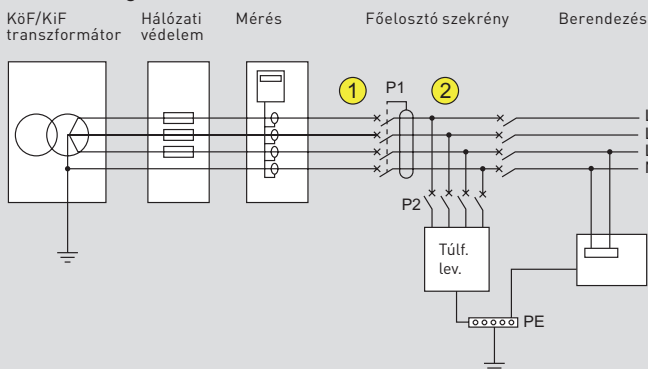 KöF/KiF
transzformátor
Hálózati
védelem
Mérés
Főelosztó szekrény
Berendezés
1
P1
2
L
L
L
N
P2
Túlf.
lev.
PE